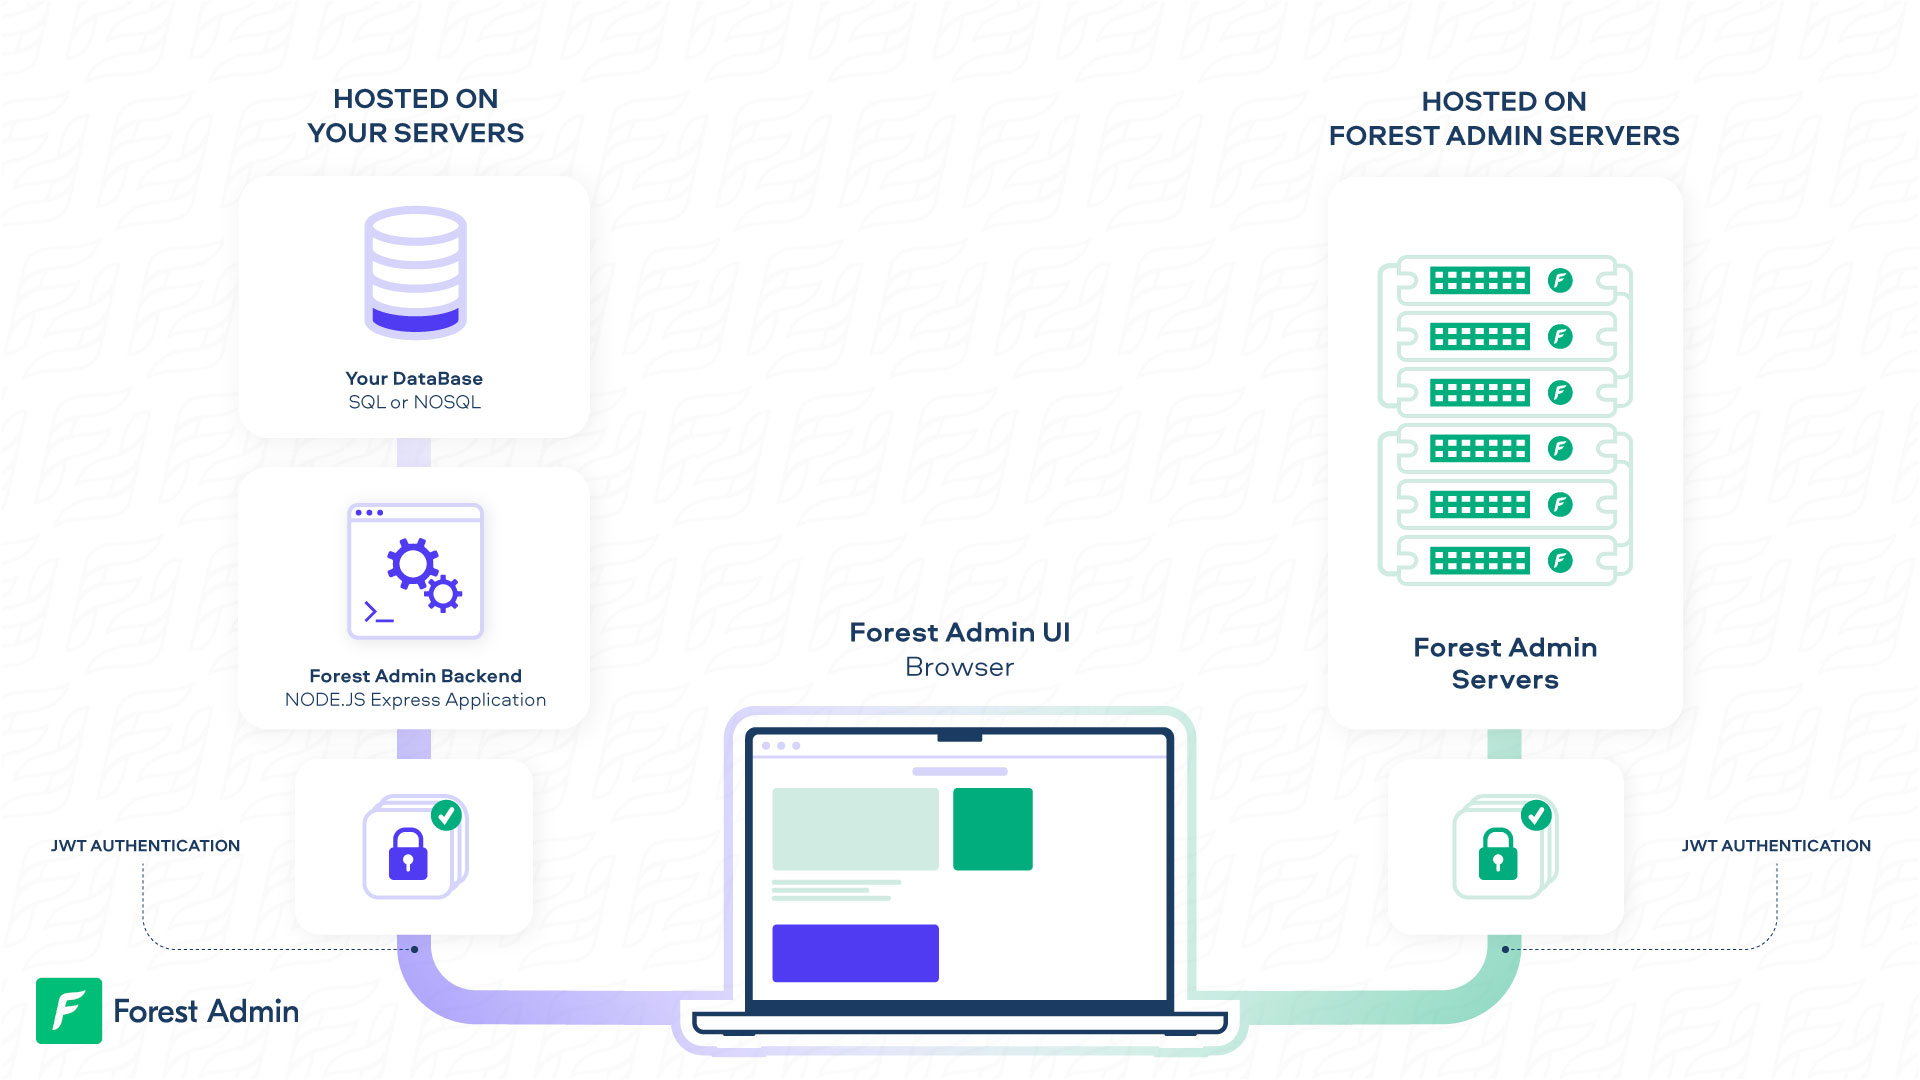 HOSTED ON
YOUR SERVERS
Your DataBase
SQL or NOSQL
Forest Admin Backend
NODE.JS Express Application
JWT AUTHENTICATION
Forest Admin
Forest Admin UI
Browser
HOSTED ON
FOREST ADMIN SERVERS
Forest Admin
Servers
JWT AUTHENTICATION